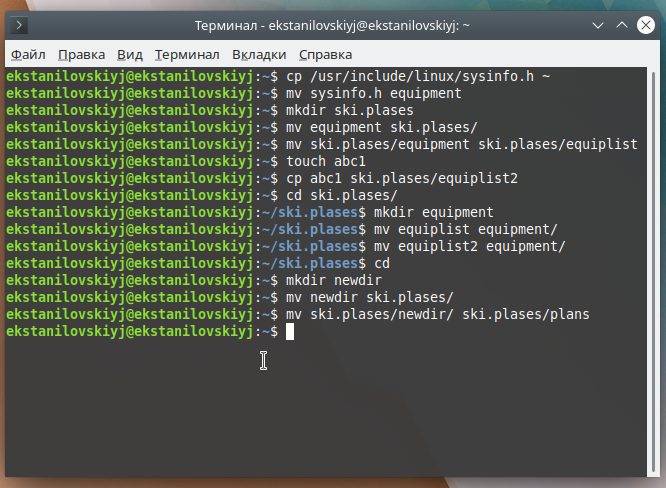 Терминал - ekstanilovskiyj@ekstanilovskiyj: ~
Файл Правка Вид Терминал Вкладки Справка
ekstanilovskiyj@ekstanilovskiyj:~$ cp /usr/include/linux/sysinfo.h ~
ekstanilovskiyj@ekstanilovskiyj:~$ mv sysinfo.h equipment
ekstanilovskiyj@ekstanilovskiyj:~$ mkdir ski.plases
ekstanilovskiyj@ekstanilovskiyj:~$ mv equipment ski.plases/
ekstanilovskiyj@ekstanilovskiyj:~$ mv ski.plases/equipment ski.plases/equiplist
ekstanilovskiyj@ekstanilovskiyj:~$ touch abc1
ekstanilovskiyj@ekstanilovskiyj:~$ cp abc1 ski.plases/equiplist2
ekstanilovskiyj@ekstanilovskiyj:~$ cd ski.plases/
ekstanilovskiyj@ekstanilovskiyj:~/ski.plases$ mkdir equipment
ekstanilovskiyj@ekstanilovskiyj:~/ski.plases$ mv equiplist equipment/
ekstanilovskiyj@ekstanilovskiyj:~/ski.plases$ mv equiplist2 equipment/
ekstanilovskiyj@ekstanilovskiyj:~/ski.plases$ cd
ekstanilovskiyj@ekstanilovskiyj:~$ mkdir newdir
ekstanilovskiyj@ekstanilovskiyj:~$ mv newdir ski.plases/
ekstanilovskiyj@ekstanilovskiyj:~$ mv ski.plases/newdir/ ski.plases/plans
ekstanilovskiyj@ekstanilovskiyj:~$